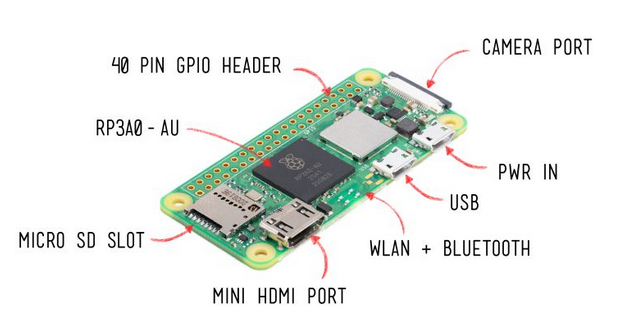 CAMERA PORT
40 PIN GPIO HEADER
RP3A0-AU
PWR IN
USB
MICRO SD SLOT
WLAN + BLUETOOTH
MINI HDMI PORT